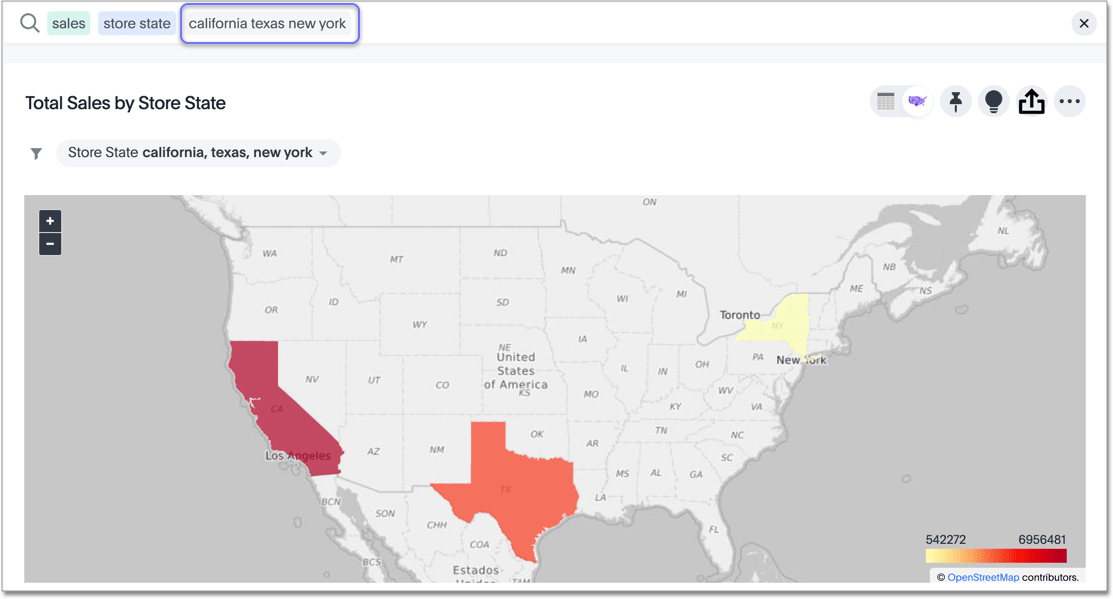 sales store state california texas new york
Total Sales by Store State
Store State california, texas, new york
+
−
ON
NL
WA
MT
ND
MN
NB
ME
NS
OR
ID
SD
WI
MI
Toronto
WY
NY
NE
IA
United
States
of America
PA
New York
NV
UT
CO
KS
IL
IN
OH
MO
WV
VA
KY
CA
OK
TN
NC
Los Angeles
AZ
NM
AR
SC
TX
MS
AL
GA
LA
BCN
SON
CHH
FL
COA
BCS
Estados
Unidos
TAM
542272 6956481
© OpenStreetMap contributors.